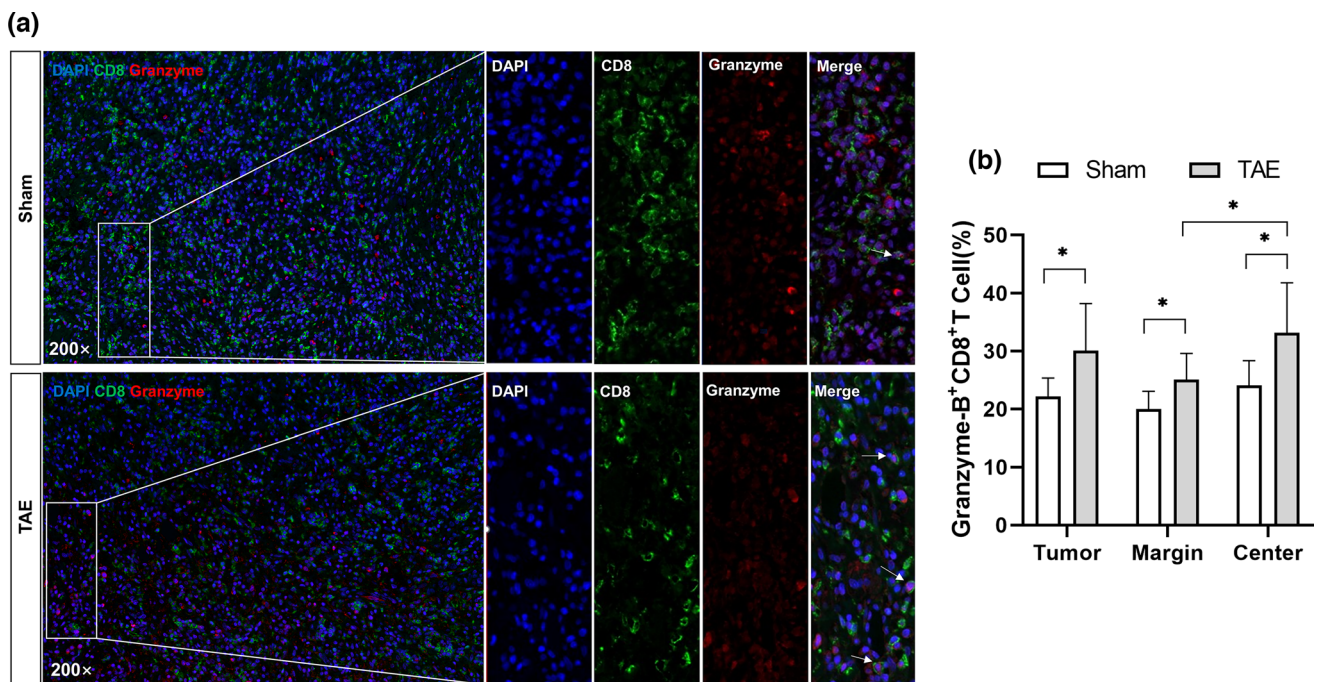 (a)
Sham
DAPI CD8 Granzyme
200×
DAPI
CD8
Granzyme
Merge
TAE
DAPI CD8 Granzyme
200×
DAPI
CD8
Granzyme
Merge
(b)
Sham TAE
Granzyme-B⁺CD8⁺T Cell(%)
50
40
30
20
10
0
* * * *
Tumor Margin Center